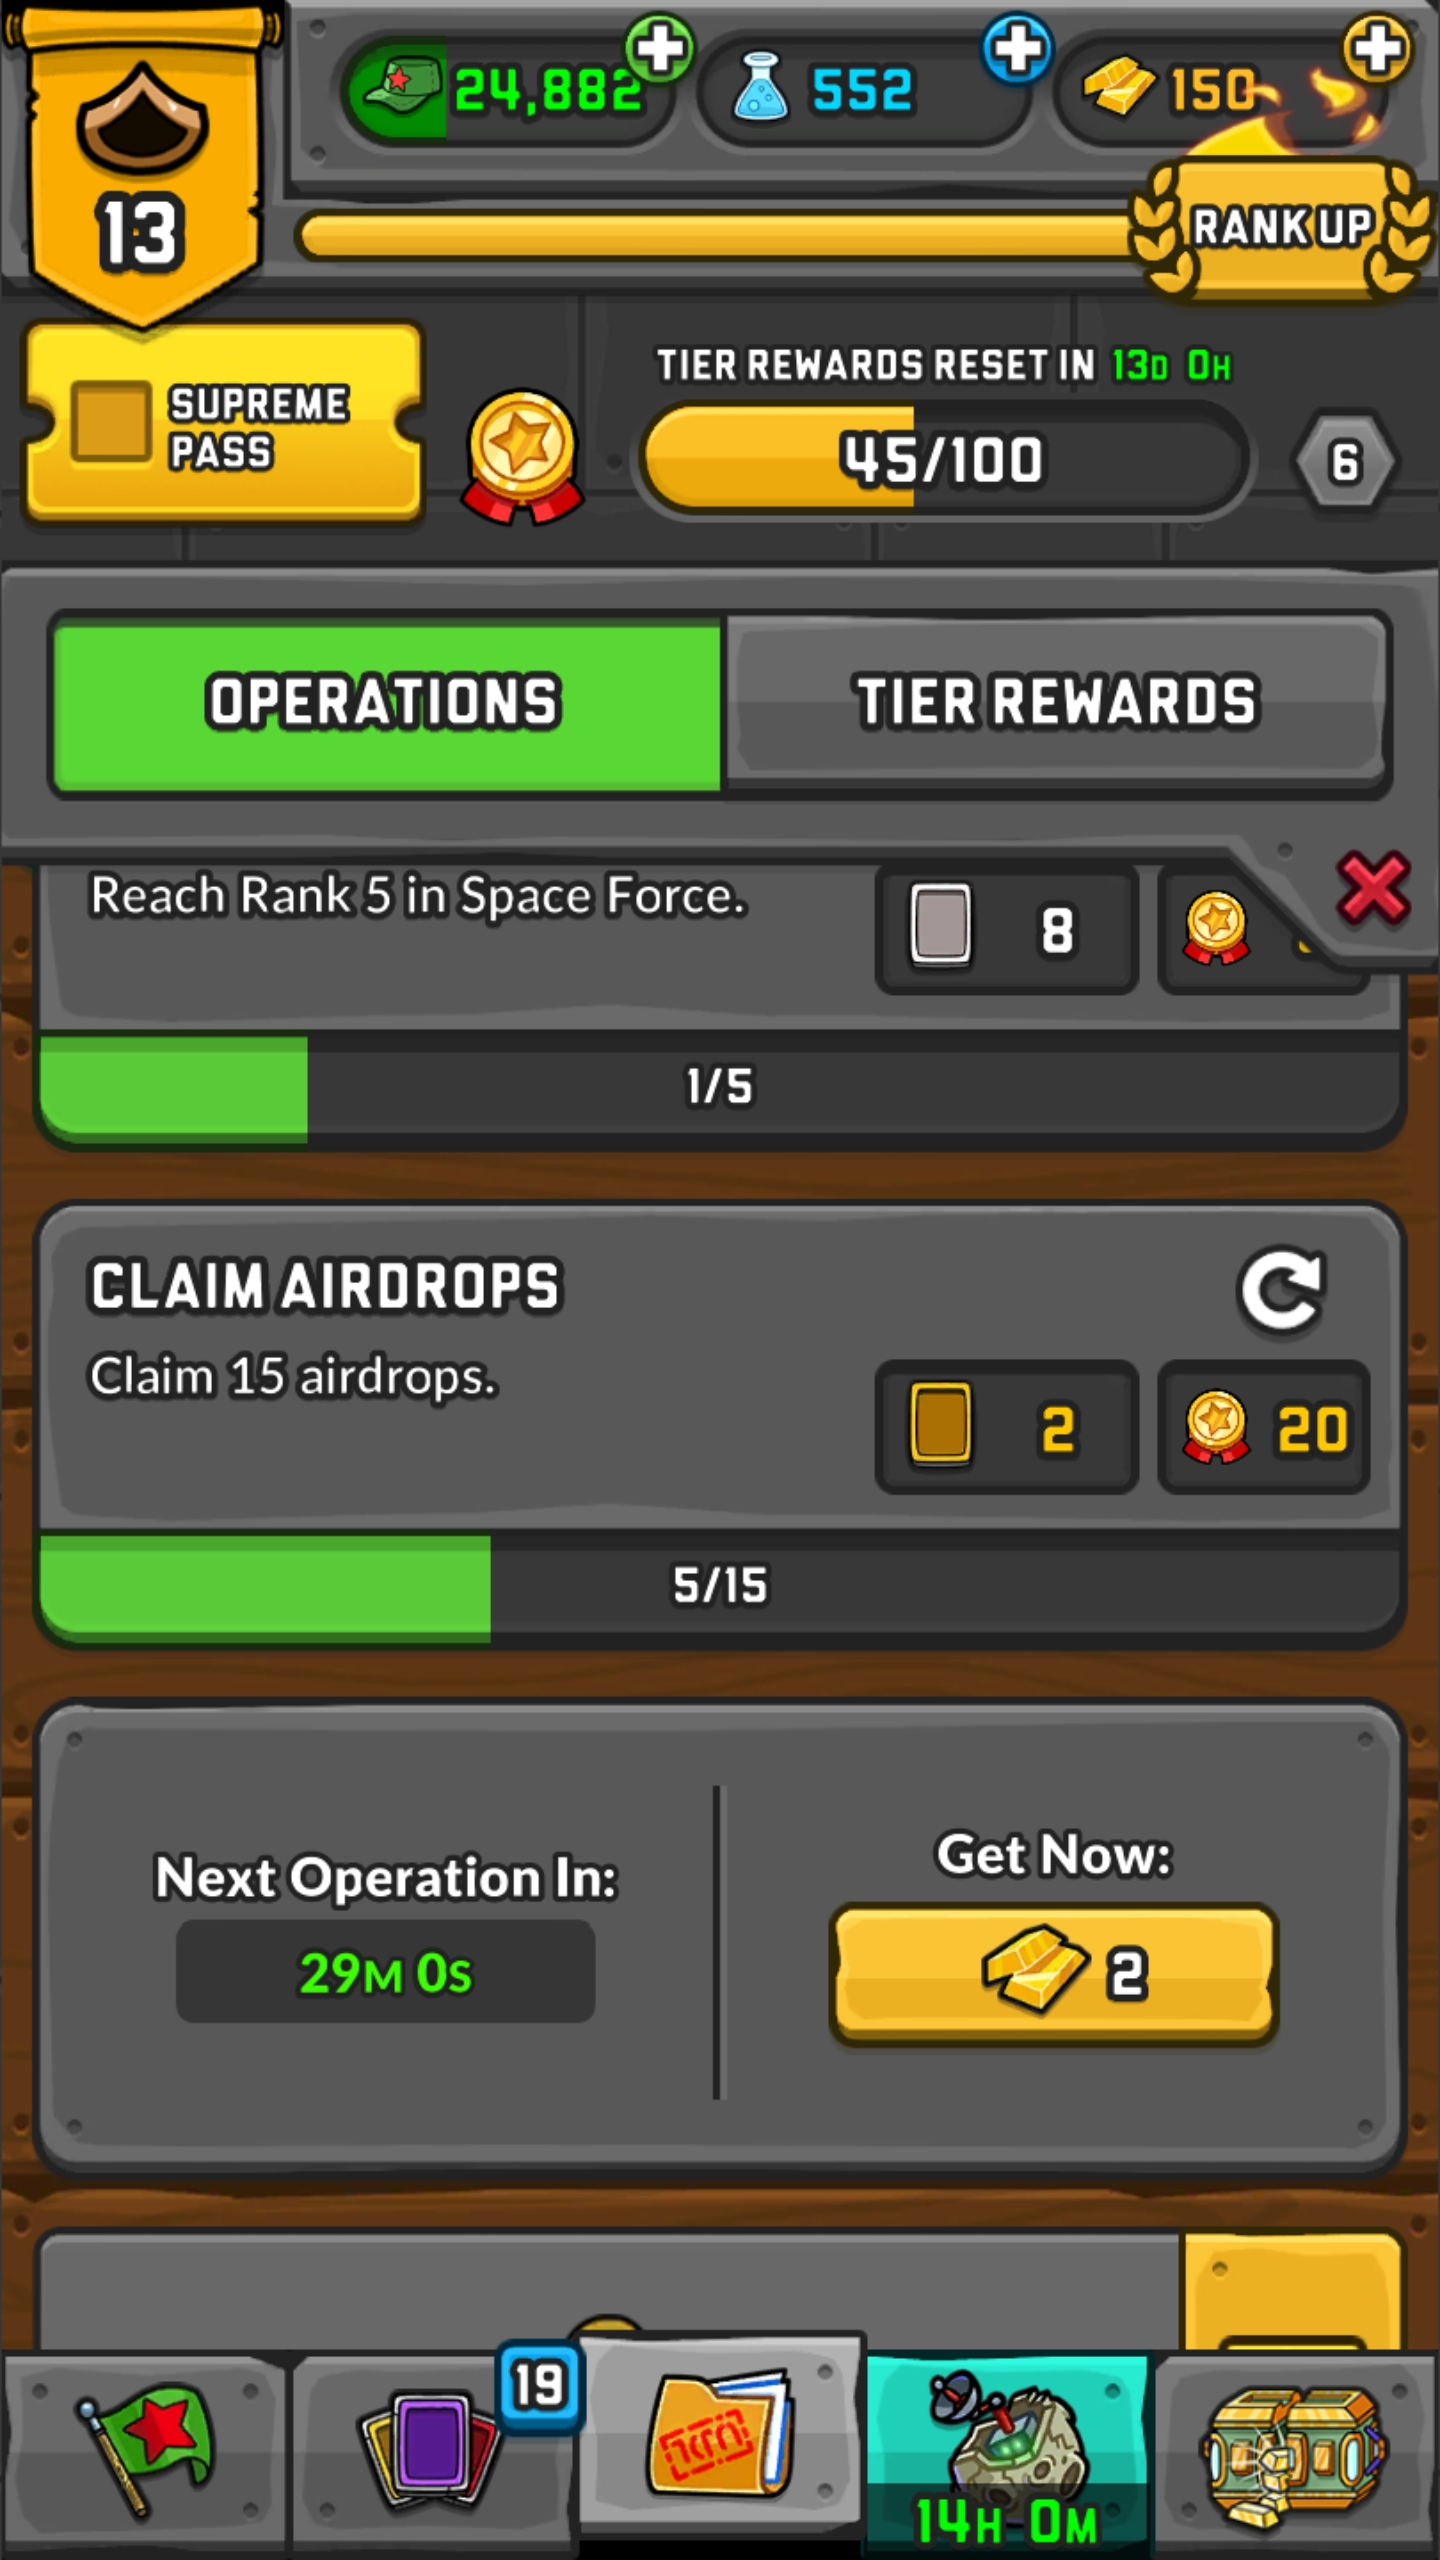 24,882
552
150
13
RANK UP
SUPREME
PASS
TIER REWARDS RESET IN 13D 0H
45/100
6
OPERATIONS
TIER REWARDS
Reach Rank 5 in Space Force.
8
1/5
CLAIM AIRDROPS
Claim 15 airdrops.
2
20
5/15
Next Operation In:
29M 0S
Get Now:
2
19
14H 0M